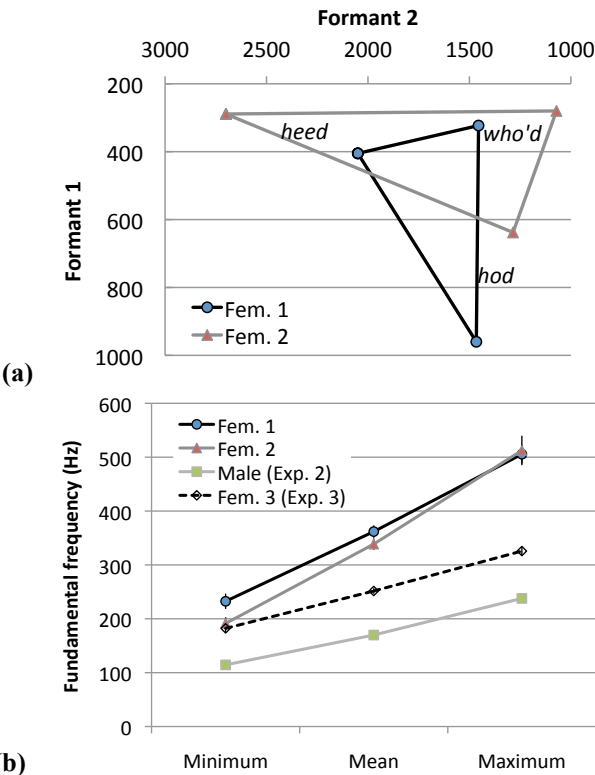 Formant 2
3000 2500 2000 1500 1000
200
400
600
800
1000
Formant 1
heed
who'd
hod
Fem. 1
Fem. 2
(a)
600
500
400
300
200
100
0
Fundamental frequency (Hz)
Fem. 1
Fem. 2
Male (Exp. 2)
Fem. 3 (Exp. 3)
Minimum Mean Maximum
(b)